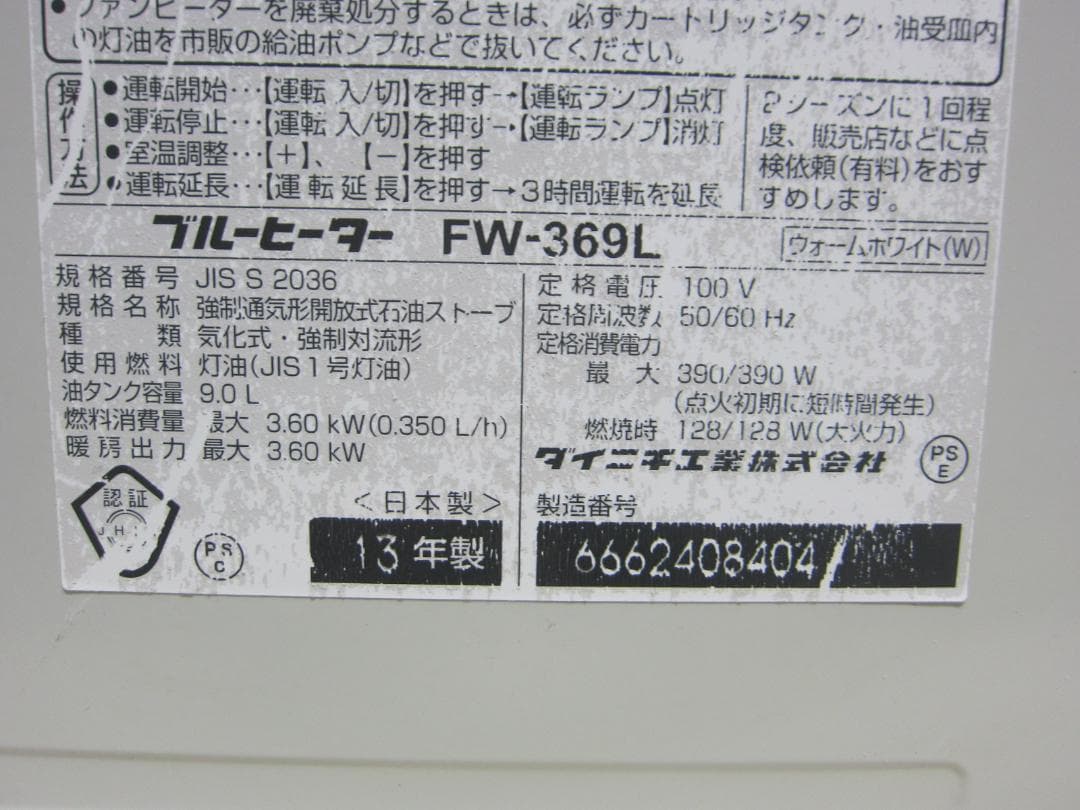 ●ファンヒーターを廃棄処分するときは、必ずカートリッジタンク・油受皿内
の灯油を市販の給油ポンプなどで抜いてください。
操作方法
●運転開始…【運転 入/切】を押す→【運転ランプ】点灯
●運転停止…【運転 入/切】を押す→【運転ランプ】消灯
●室温調整…【+】、【−】を押す
●運転延長…【運転延長】を押す→3時間運転を延長
2シーズンに1回程
度、販売店などに点
検依頼(有料)をおす
すめします。
ブルーヒーター FW-369L ウォームホワイト(W)
規格番号 JIS S 2036
規格名称 強制通気形開放式石油ストーブ
種類 気化式・強制対流形
使用燃料 灯油(JIS1号灯油)
油タンク容量 9.0 L
燃料消費量 最大 3.60 kW(0.350 L/h)
暖房出力 最大 3.60 kW
認証
JHIA
PS
C
<日本製>
13年製
定格電圧 100 V
定格周波数 50/60 Hz
定格消費電力
最大 390/390 W
(点火初期に短時間発生)
燃焼時 128/128 W(大火力)
ダイニチ工業株式会社
PS
E
製造番号
6662408404